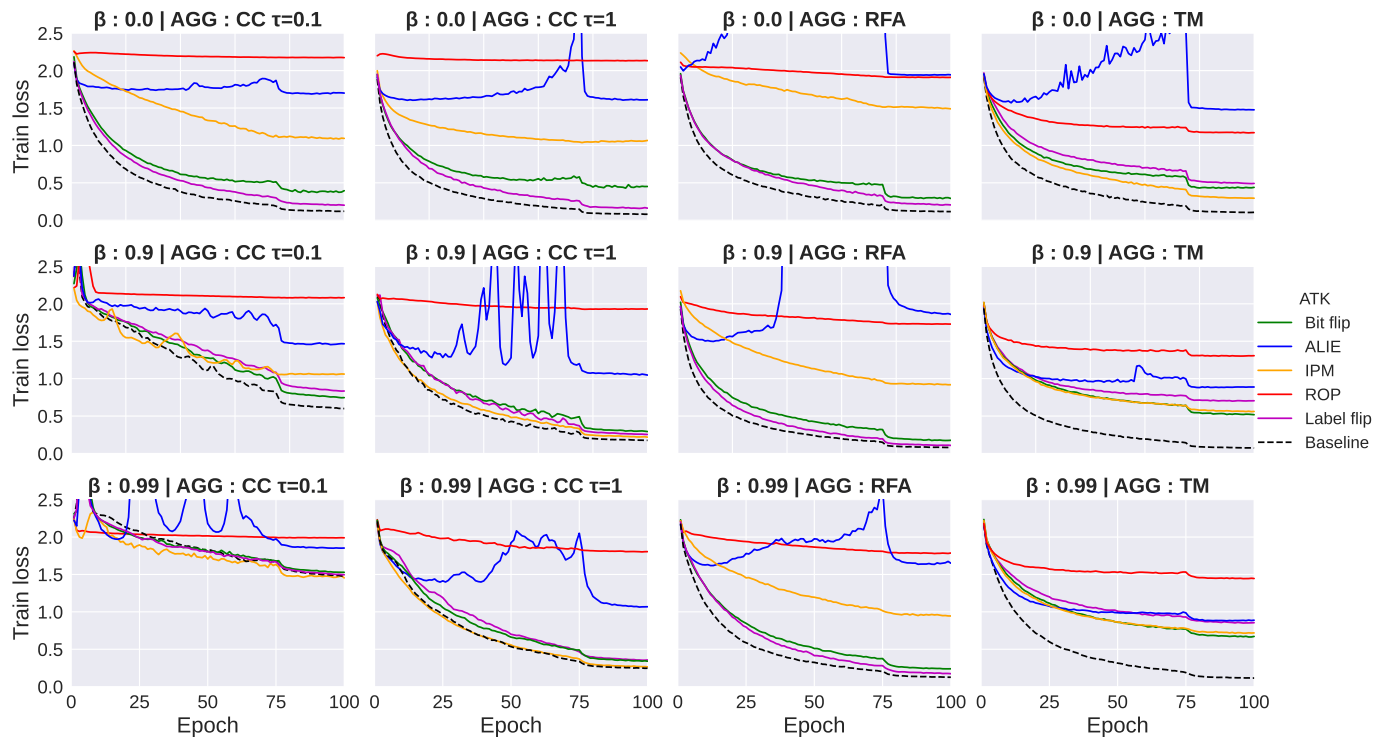 β : 0.0 | AGG : CC τ=0.1
β : 0.0 | AGG : CC τ=1
β : 0.0 | AGG : RFA
β : 0.0 | AGG : TM
Train loss
2.5
2.0
1.5
1.0
0.5
0.0
β : 0.9 | AGG : CC τ=0.1
β : 0.9 | AGG : CC τ=1
β : 0.9 | AGG : RFA
β : 0.9 | AGG : TM
Train loss
2.5
2.0
1.5
1.0
0.5
0.0
ATK
Bit flip
ALIE
IPM
ROP
Label flip
Baseline
β : 0.99 | AGG : CC τ=0.1
β : 0.99 | AGG : CC τ=1
β : 0.99 | AGG : RFA
β : 0.99 | AGG : TM
Train loss
2.5
2.0
1.5
1.0
0.5
0.0
25 50 75 100
25 50 75 100
25 50 75 100
25 50 75 100
Epoch
Epoch
Epoch
Epoch